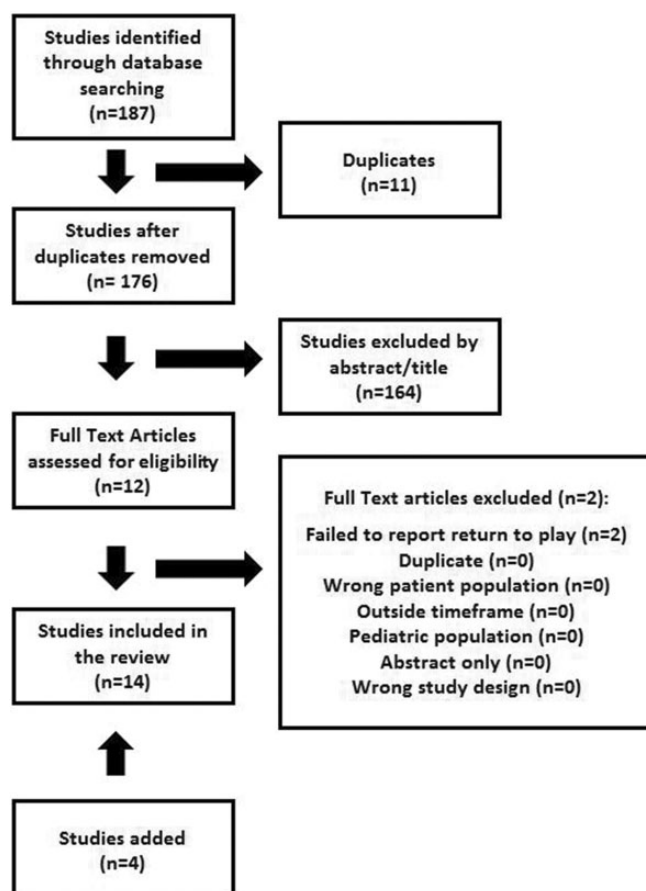 Studies identified
through database
searching
(n=187)
Duplicates
(n=11)
Studies after
duplicates removed
(n= 176)
Studies excluded by
abstract/title
(n=164)
Full Text Articles
assessed for eligibility
(n=12)
Full Text articles excluded (n=2):
Failed to report return to play (n=2)
Duplicate (n=0)
Wrong patient population (n=0)
Outside timeframe (n=0)
Pediatric population (n=0)
Abstract only (n=0)
Wrong study design (n=0)
Studies included in
the review
(n=14)
Studies added
(n=4)